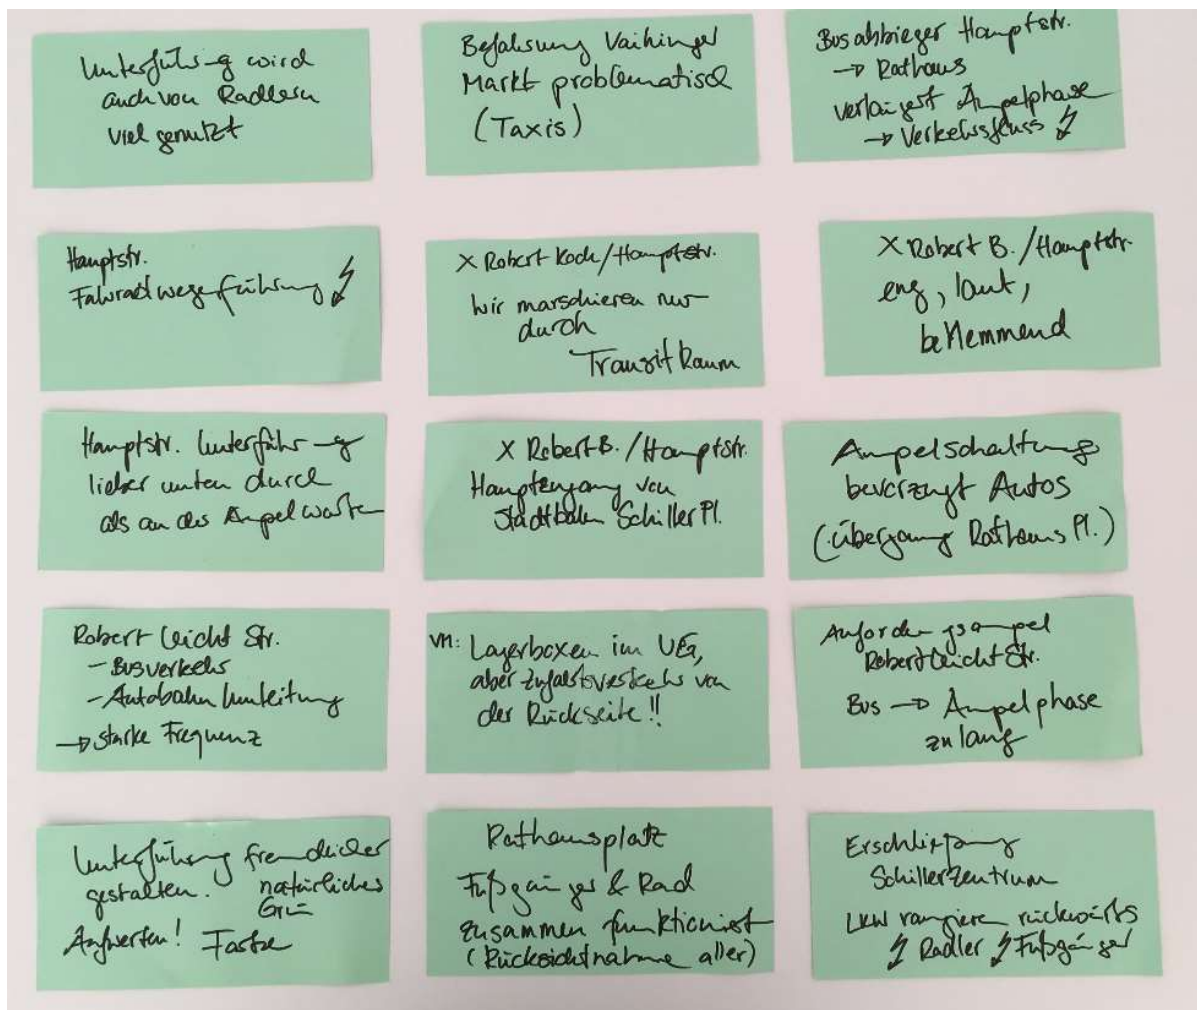 Unterführung wird
auch von Radlern
viel genutzt
Befahrung Vaihinger
Markt problematisch
(Taxis)
Busabbieger Hauptstr.
→ Rathaus
verlängert Ampelphase
→ Verkehrsfluss
Hauptstr.
Fahrradwegeführung
X Robert Koch/Hauptstr.
wir marschieren nur
durch
Transitraum
X Robert B./Hauptstr.
eng, laut,
beklemmend
Hauptstr. Unterführung
lieber unten durch
als an der Ampel warten
X Robert B./Hauptstr.
Haupteingang von
Stadtbahn Schiller Pl.
Ampelschaltung
bevorzugt Autos
(Übergang Rathaus Pl.)
Robert Leicht Str.
- Busverkehr
- Autobahn Umleitung
→ starke Frequenz
VM: Lagerboxen im UEG,
aber Zufahrtsverkehr von
der Rückseite!!
Anforderungsampel
Robert Leicht Str.
Bus → Ampelphase
zu lang
Unterführung freundlicher
gestalten. natürliches
Grün
Aufwerten! Farbe
Rathausplatz
Fußgänger & Rad
zusammen funktioniert
(Rücksichtnahme aller)
Erschließung
Schillerzentrum
LKW rangieren rückwärts
Radler Fußgänger